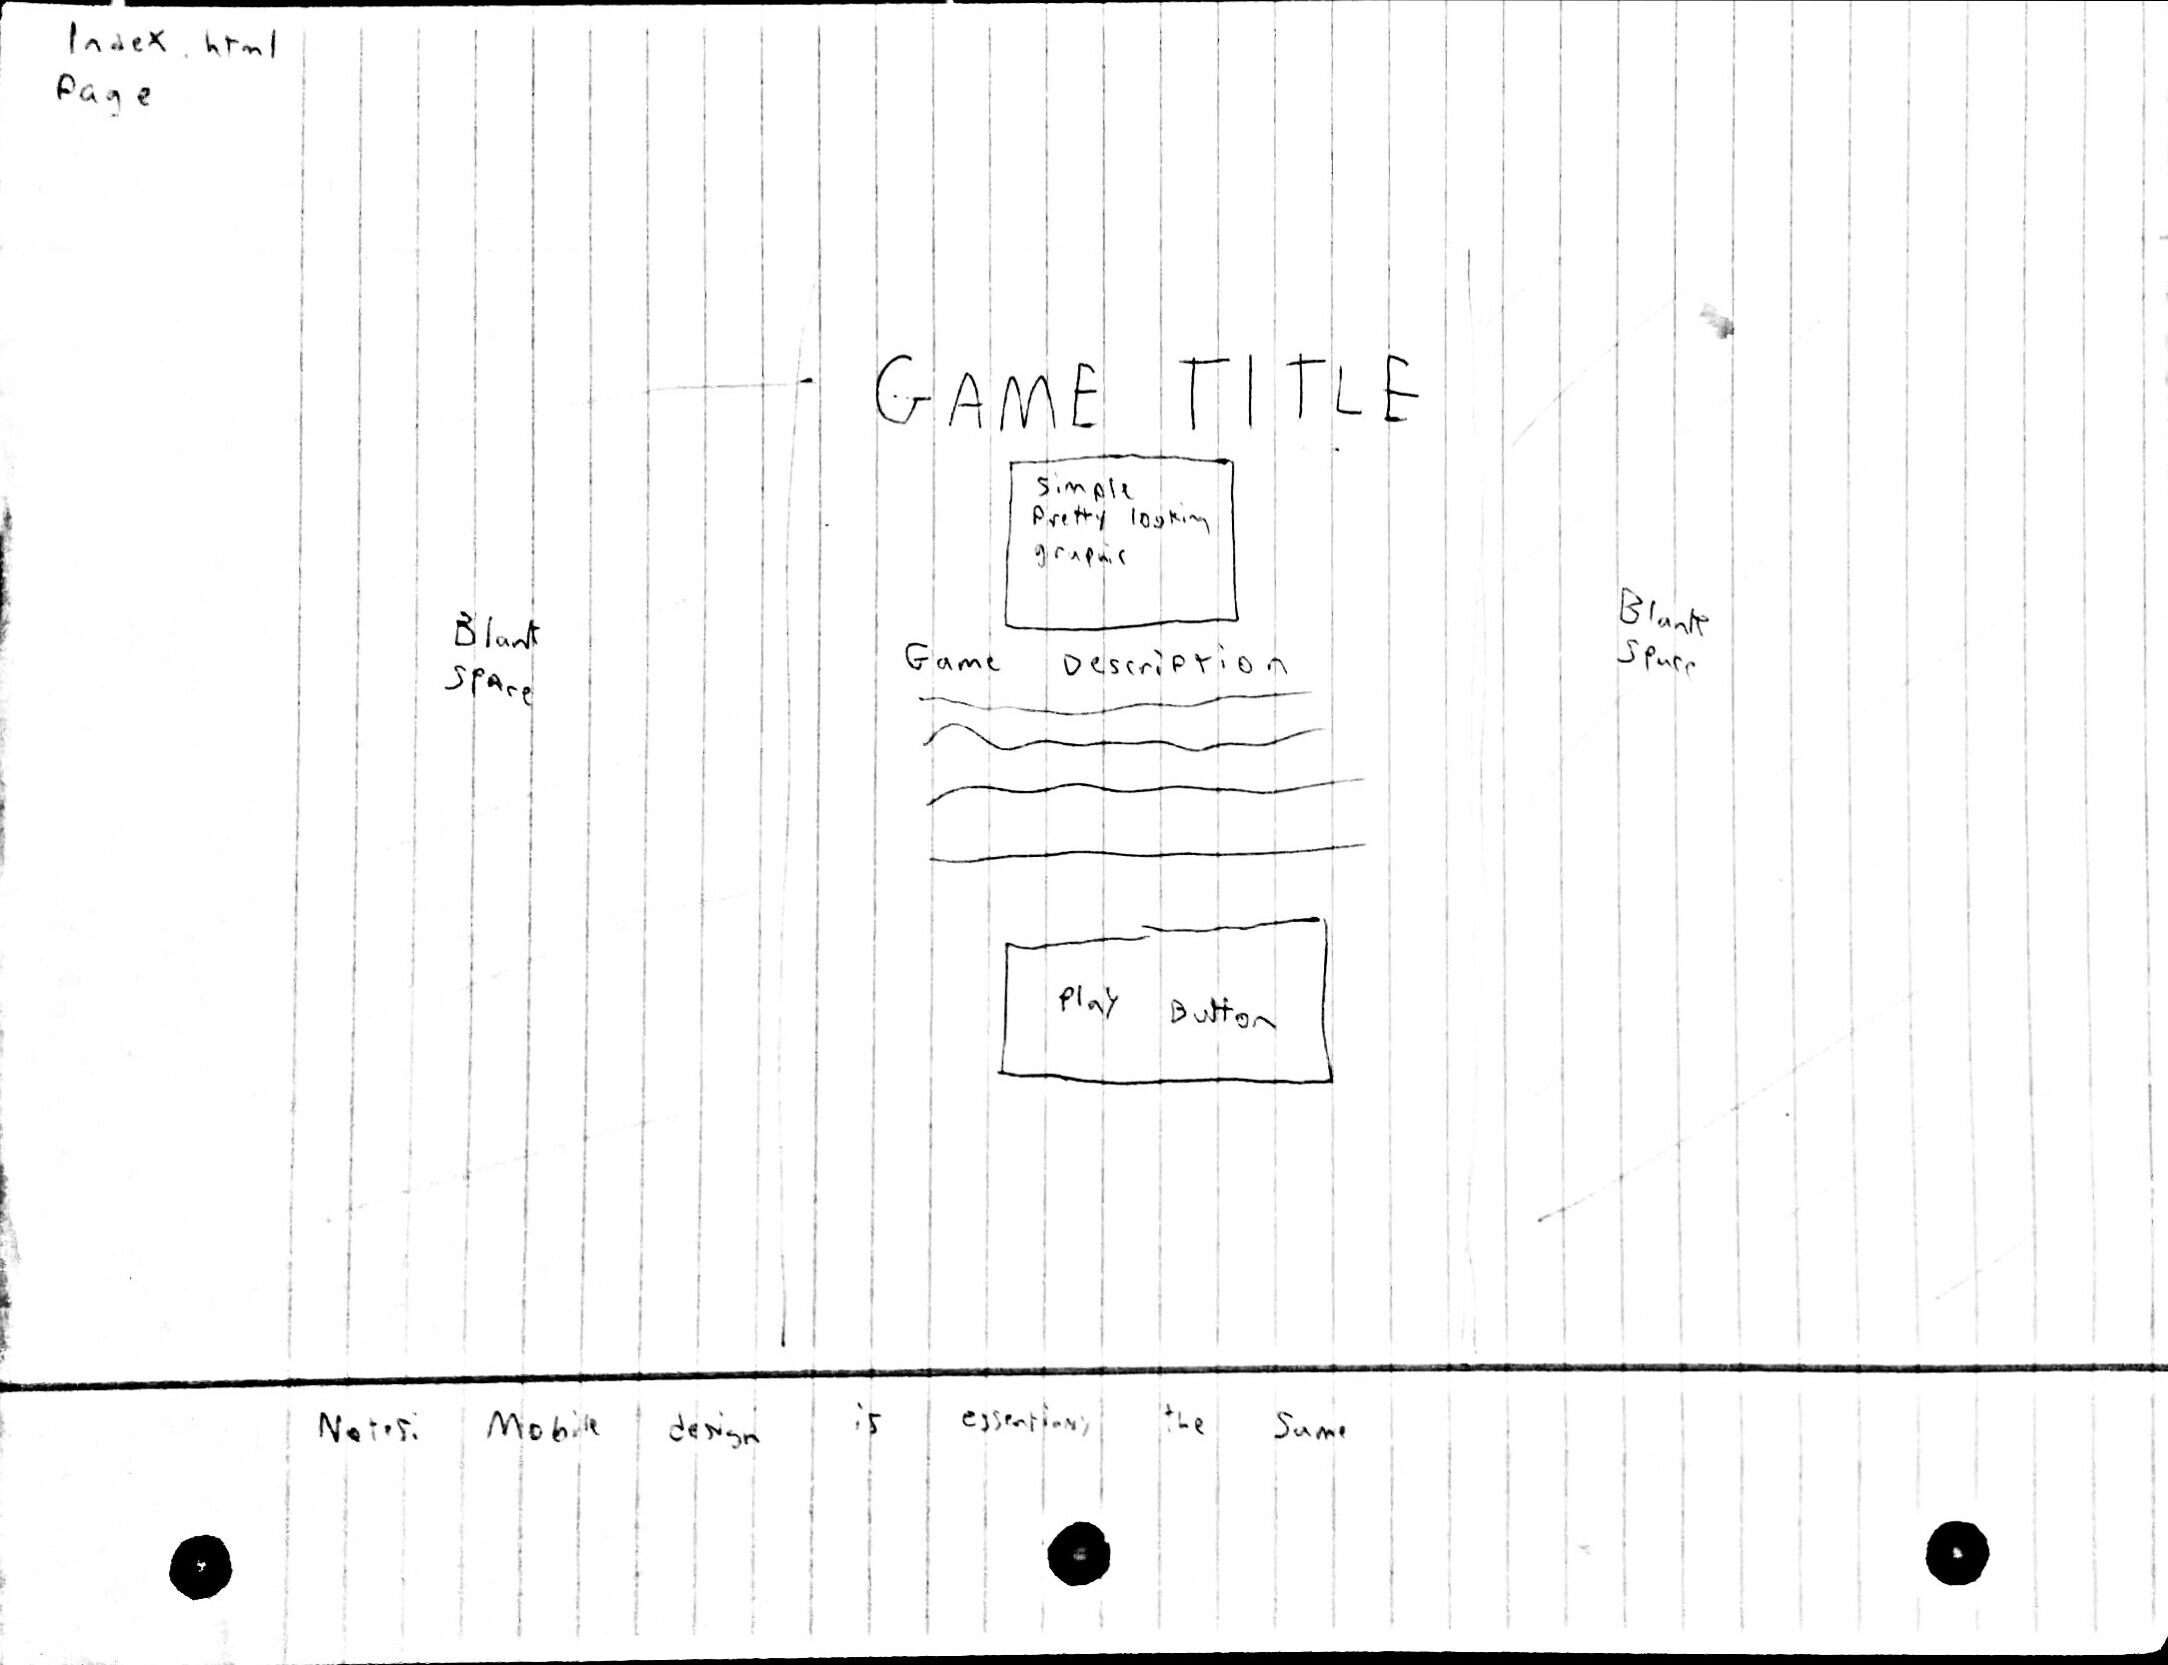 Index.html
Page
GAME TITLE
Simple
Pretty looking
graphic
Blank
Space
Blank
Space
Game Description
Play Button
Notes: Mobile design is essentially the same